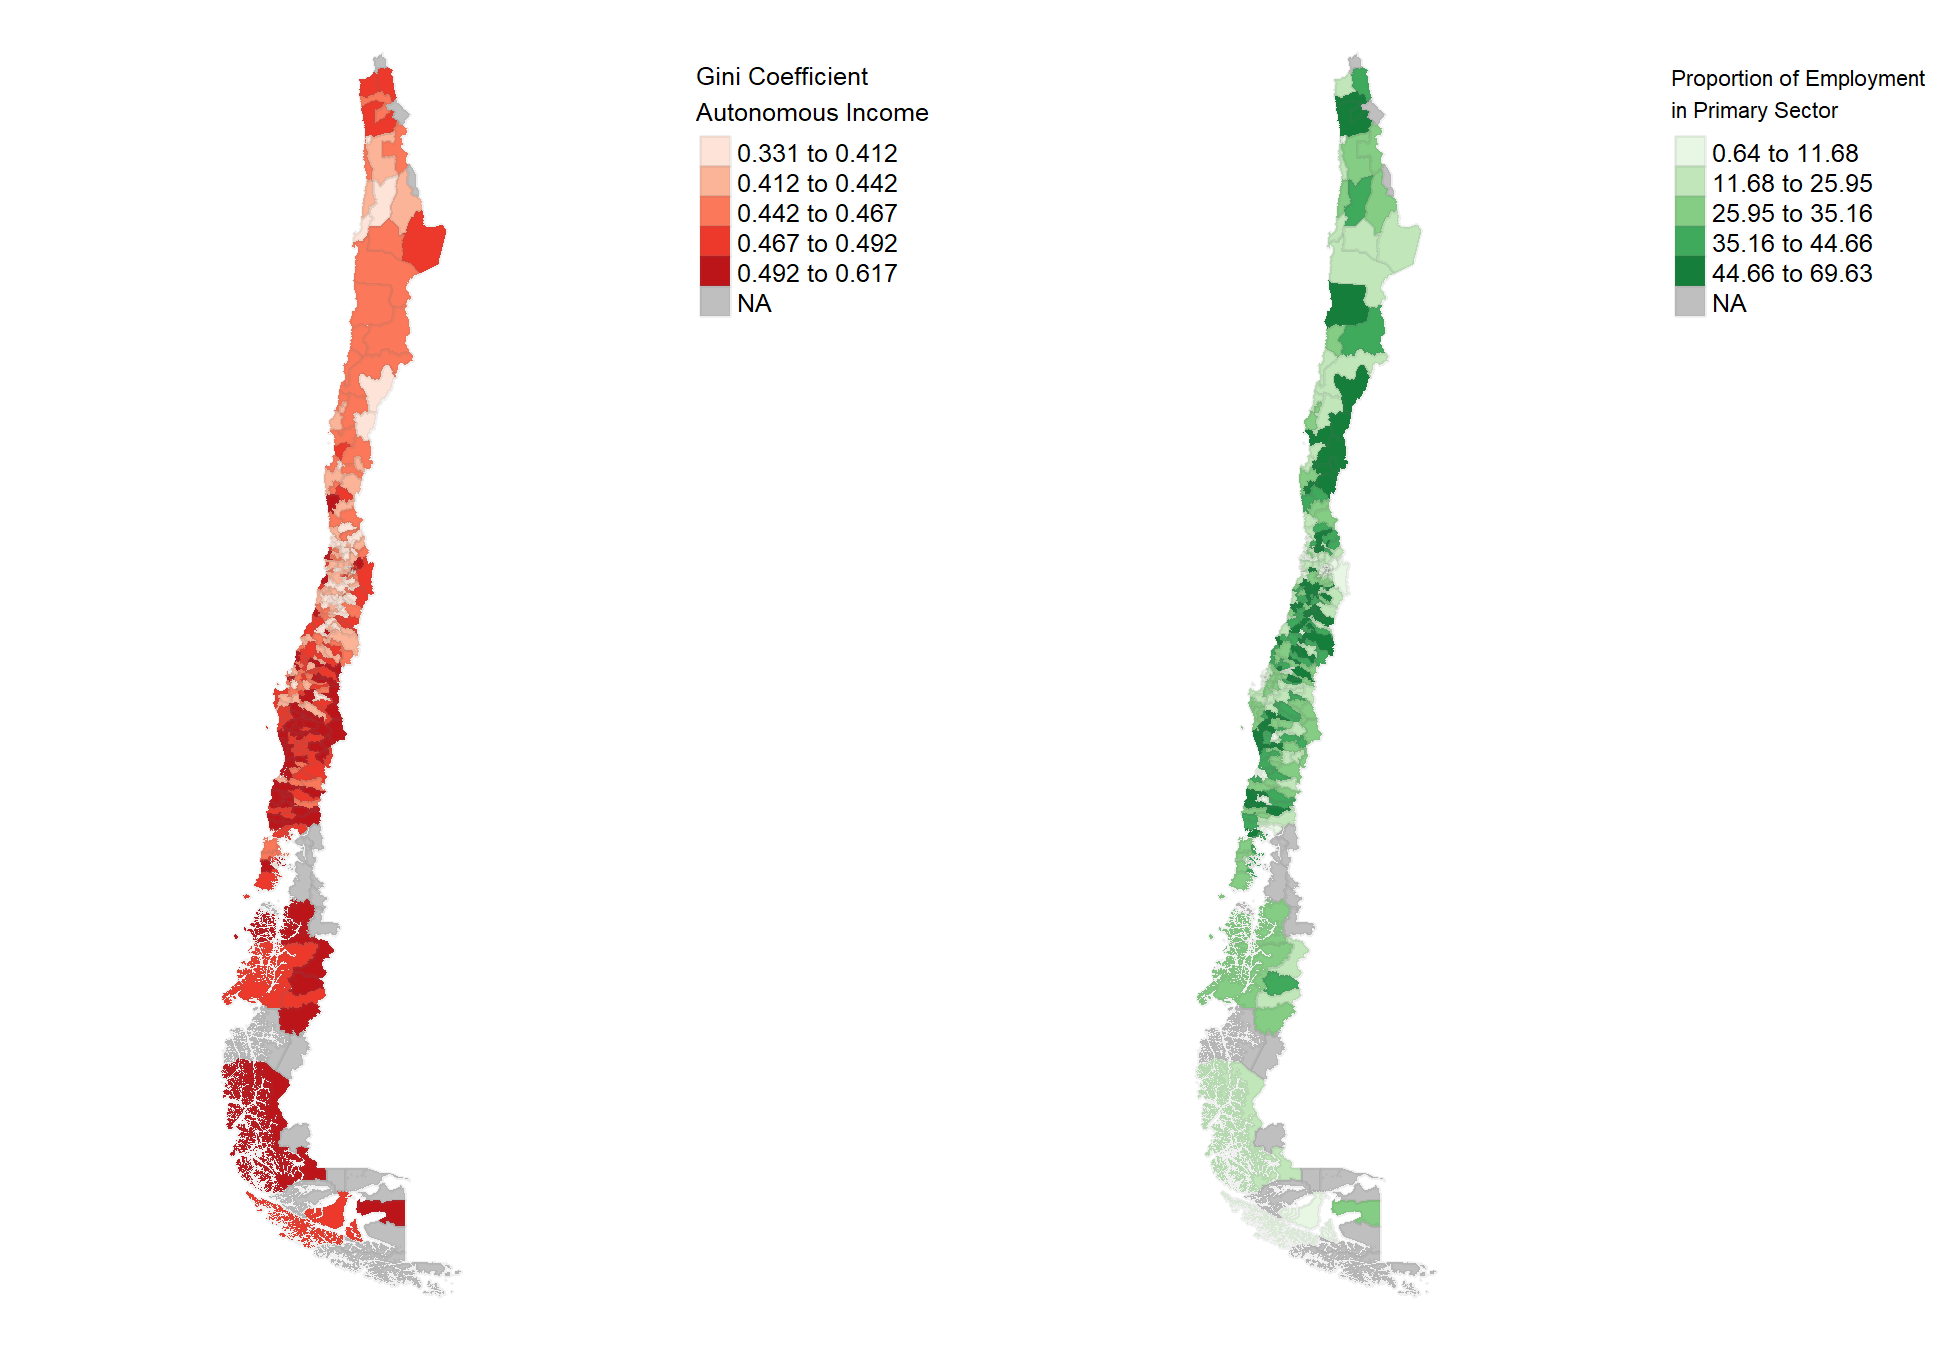 Gini Coefficient
Autonomous Income
0.331 to 0.412
0.412 to 0.442
0.442 to 0.467
0.467 to 0.492
0.492 to 0.617
NA
Proportion of Employment
in Primary Sector
0.64 to 11.68
11.68 to 25.95
25.95 to 35.16
35.16 to 44.66
44.66 to 69.63
NA